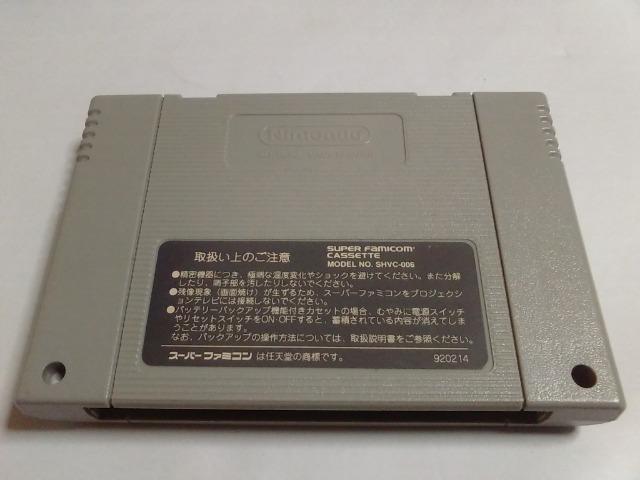 Nintendo
取扱い上のご注意
SUPER FAMICOM
CASSETTE
MODEL NO. SHVC-006
●精密機器につき、極端な温度変化やショックを避けてください。また分解
したり、端子部を汚したりしないでください。
●残像現象（画面焼け）が生ずるため、スーパーファミコンをプロジェクシ
ョンテレビには接続しないでください。
●バッテリーバックアップ機能付きカセットの場合、むやみに電源スイッチ
やリセットスイッチをON・OFFすると、蓄積されている内容が消えてしま
うことがあります。
なお、バックアップの操作方法については、取扱説明書をご参照ください。
スーパーファミコン は任天堂の商標です。
920214